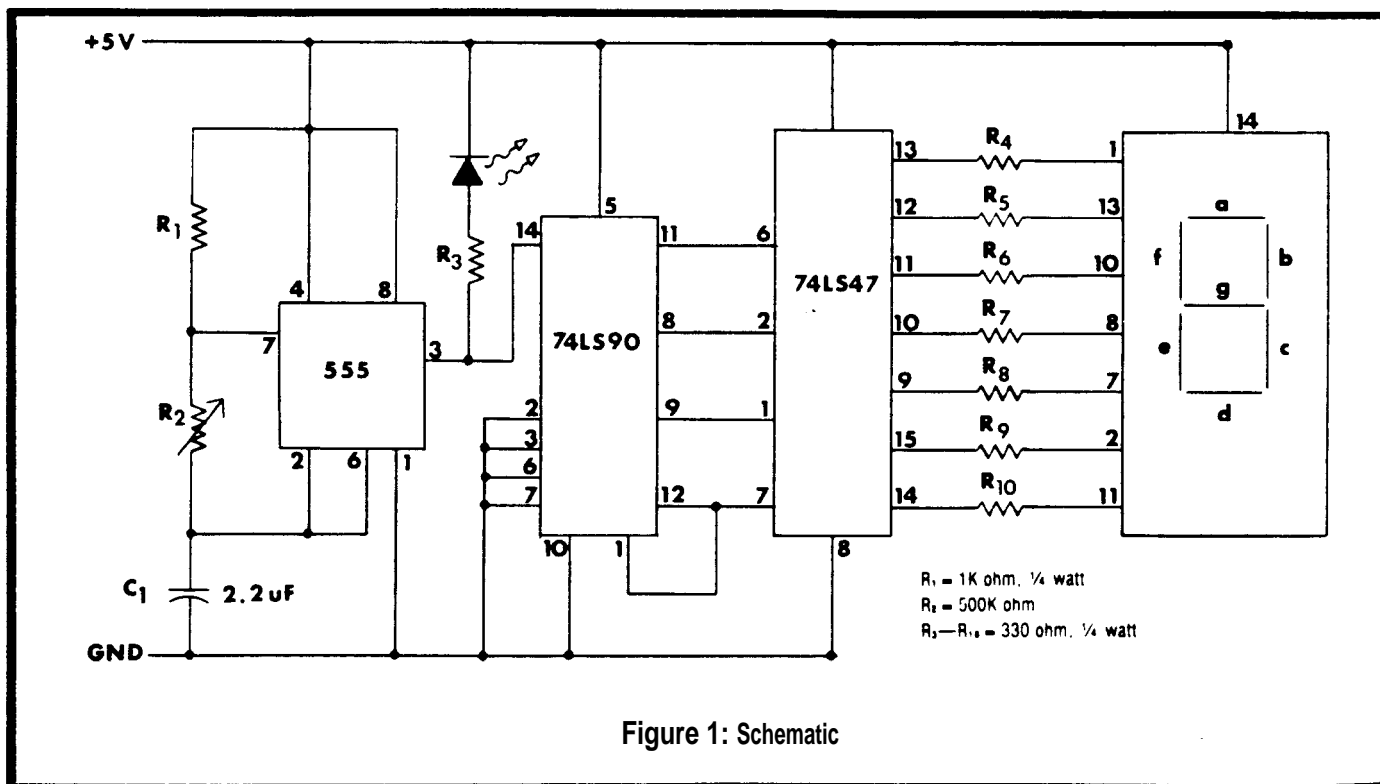 +5V
14
13 R4 1
R1
5
12 R5 13
a
14
11
6
R3
11 R6 10
f
b
74LS47
4
8
g
10 R7 8
7
3
8
2
74LS90
555
e
c
R2
9 R8 7
2
9
1
d
3
15 R9 2
2
6
1
6
7
12
7
14 R10 11
10
1
8
C1 2.2uF
R1 = 1K ohm, ¼ watt
R2 = 500K ohm
GND
ohm, ¼ watt
Figure 1: Schematic